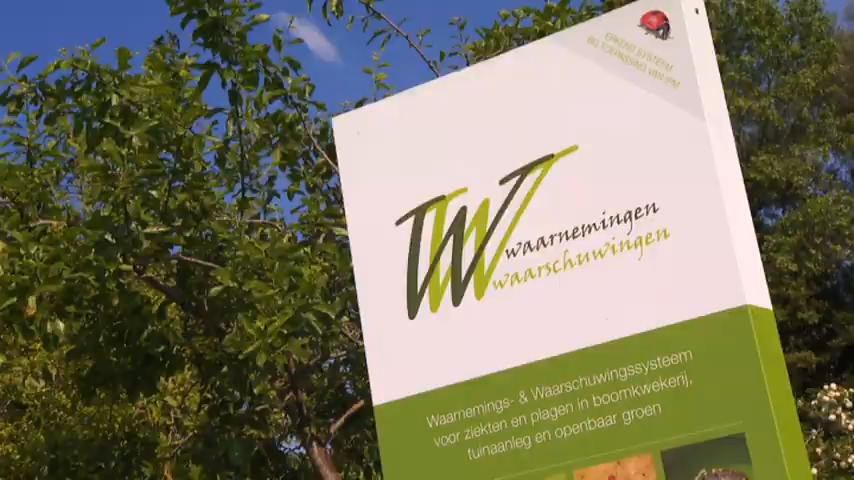 ERKEND SYSTEEM
BIJ TOEPASSING VAN IPM
waarnemingen
waarschuwingen
Waarnemings- & Waarschuwingssysteem
voor ziekten en plagen in boomkwekerij,
tuinaanleg en openbaar groen